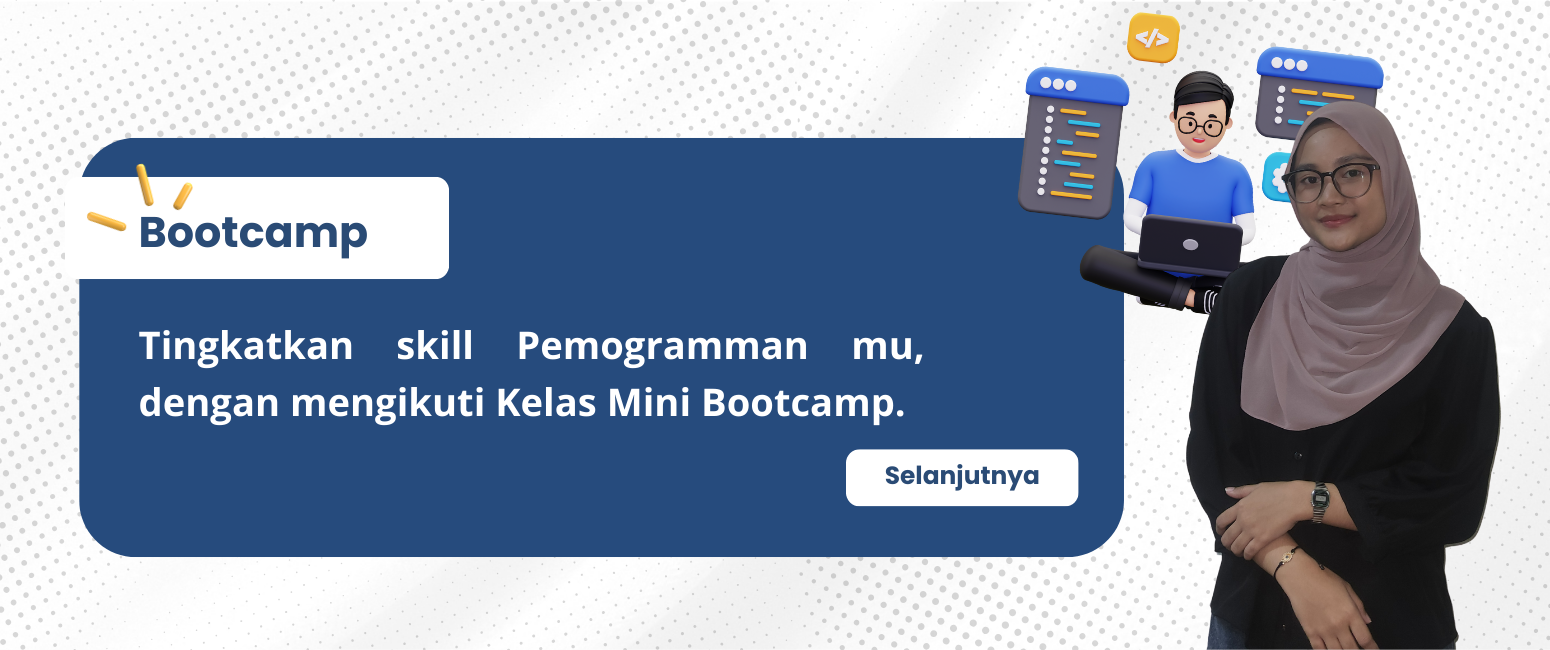 </>
Bootcamp
Tingkatkan skill Pemogramman mu,
dengan mengikuti Kelas Mini Bootcamp.
Selanjutnya